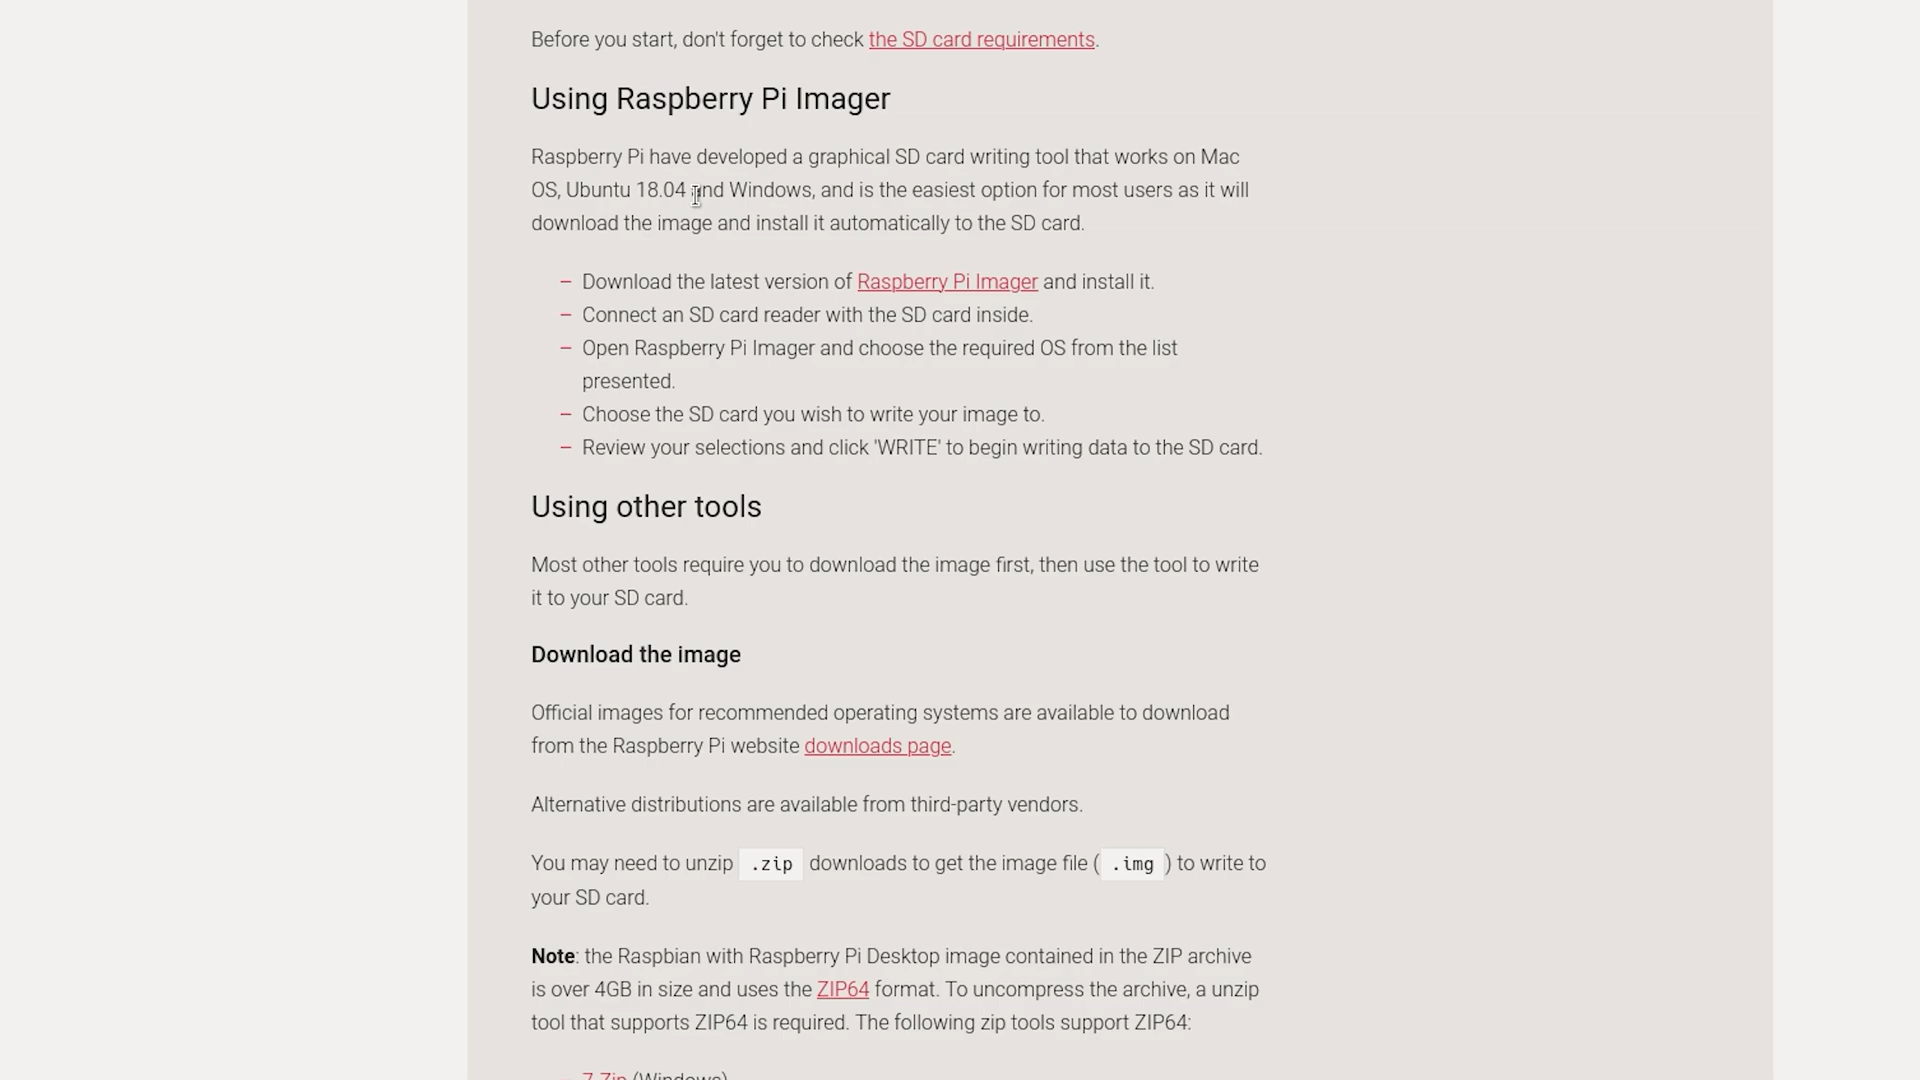 Before you start, don't forget to check the SD card requirements.
Using Raspberry Pi Imager
Raspberry Pi have developed a graphical SD card writing tool that works on Mac
OS, Ubuntu 18.04 and Windows, and is the easiest option for most users as it will
download the image and install it automatically to the SD card.
– Download the latest version of Raspberry Pi Imager and install it.
– Connect an SD card reader with the SD card inside.
– Open Raspberry Pi Imager and choose the required OS from the list
presented.
– Choose the SD card you wish to write your image to.
– Review your selections and click 'WRITE' to begin writing data to the SD card.
Using other tools
Most other tools require you to download the image first, then use the tool to write
it to your SD card.
Download the image
Official images for recommended operating systems are available to download
from the Raspberry Pi website downloads page.
Alternative distributions are available from third-party vendors.
You may need to unzip .zip downloads to get the image file ( .img ) to write to
your SD card.
Note: the Raspbian with Raspberry Pi Desktop image contained in the ZIP archive
is over 4GB in size and uses the ZIP64 format. To uncompress the archive, a unzip
tool that supports ZIP64 is required. The following zip tools support ZIP64:
7-Zip (Windows)